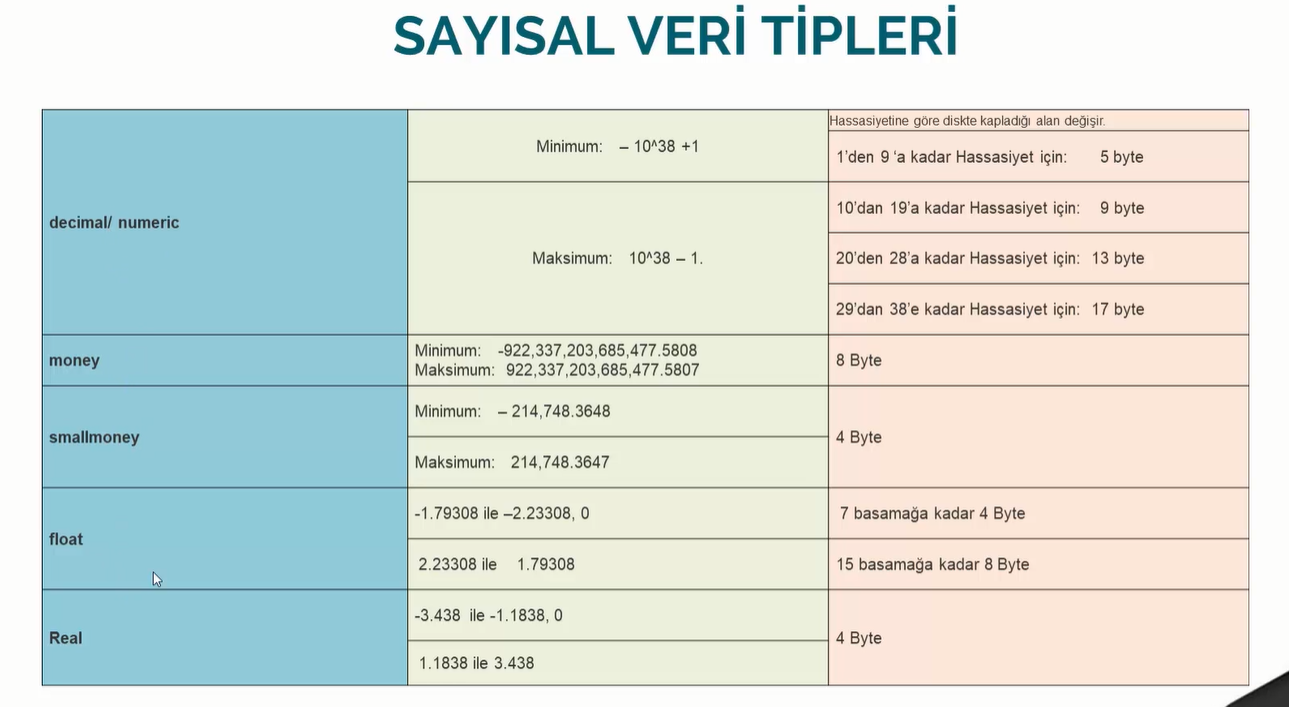 SAYISAL VERİ TİPLERİ
decimal/ numeric
Minimum: – 10^38 +1
Maksimum: 10^38 – 1.
Hassasiyetine göre diskte kapladığı alan değişir.
1’den 9 ‘a kadar Hassasiyet için: 5 byte
10’dan 19’a kadar Hassasiyet için: 9 byte
20’den 28’a kadar Hassasiyet için: 13 byte
29’dan 38’e kadar Hassasiyet için: 17 byte
money
Minimum: -922,337,203,685,477.5808
Maksimum: 922,337,203,685,477.5807
8 Byte
smallmoney
Minimum: – 214,748.3648
Maksimum: 214,748.3647
4 Byte
float
-1.79308 ile –2.23308, 0
2.23308 ile 1.79308
7 basamağa kadar 4 Byte
15 basamağa kadar 8 Byte
Real
-3.438 ile -1.1838, 0
1.1838 ile 3.438
4 Byte